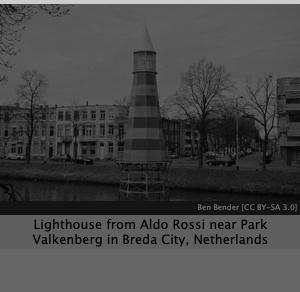 Ben Bender [CC BY-SA 3.0]
Lighthouse from Aldo Rossi near Park
Valkenberg in Breda City, Netherlands